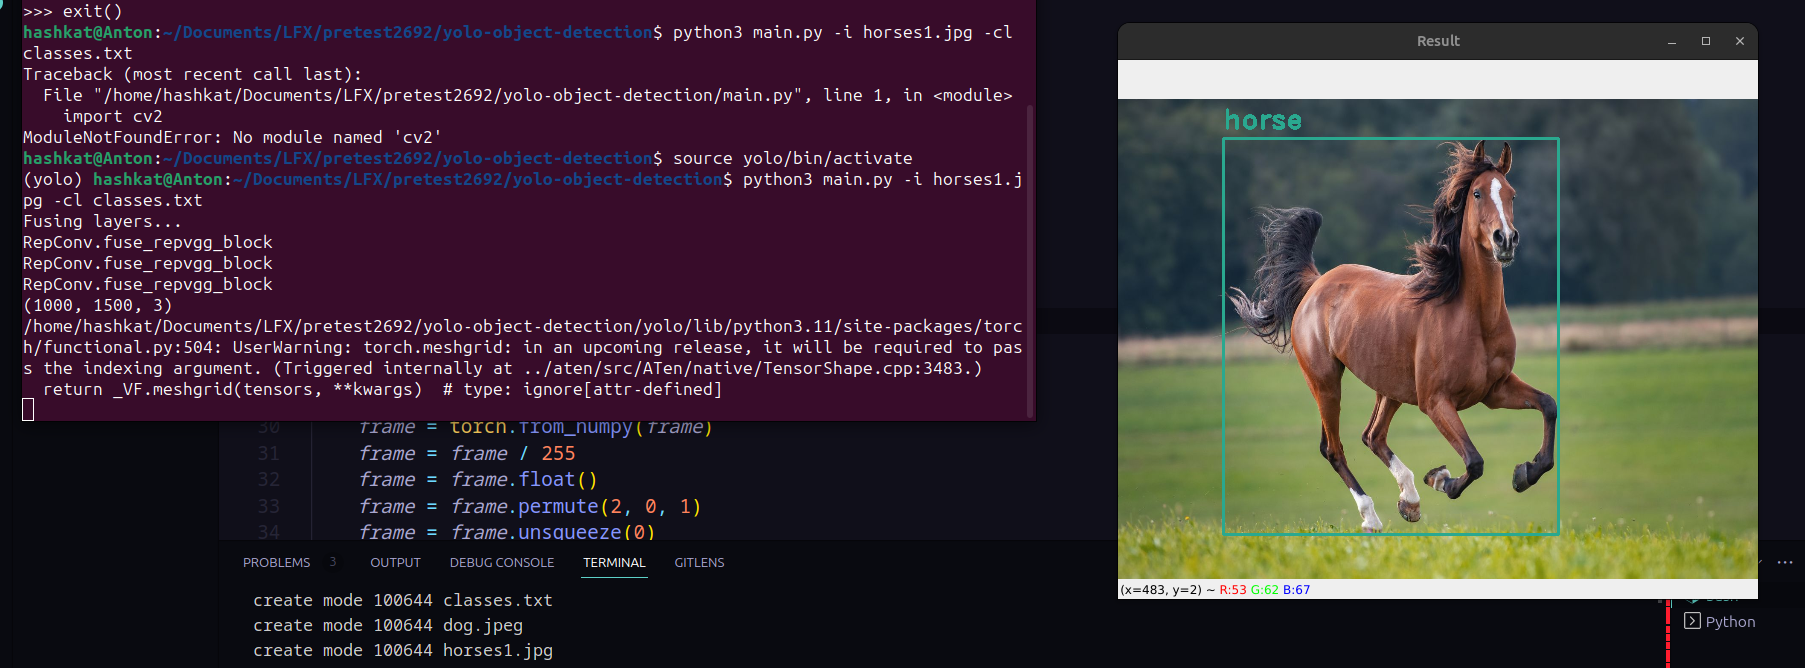 >>> exit()
hashkat@Anton:~/Documents/LFX/pretest2692/yolo-object-detection$ python3 main.py -i horses1.jpg -cl
classes.txt
Traceback (most recent call last):
  File "/home/hashkat/Documents/LFX/pretest2692/yolo-object-detection/main.py", line 1, in <module>
    import cv2
ModuleNotFoundError: No module named 'cv2'
hashkat@Anton:~/Documents/LFX/pretest2692/yolo-object-detection$ source yolo/bin/activate
(yolo) hashkat@Anton:~/Documents/LFX/pretest2692/yolo-object-detection$ python3 main.py -i horses1.j
pg -cl classes.txt
Fusing layers...
RepConv.fuse_repvgg_block
RepConv.fuse_repvgg_block
RepConv.fuse_repvgg_block
(1000, 1500, 3)
/home/hashkat/Documents/LFX/pretest2692/yolo-object-detection/yolo/lib/python3.11/site-packages/torc
h/functional.py:504: UserWarning: torch.meshgrid: in an upcoming release, it will be required to pas
s the indexing argument. (Triggered internally at ../aten/src/ATen/native/TensorShape.cpp:3483.)
  return _VF.meshgrid(tensors, **kwargs)  # type: ignore[attr-defined]
30 frame = torch.from_numpy(frame)
31 frame = frame / 255
32 frame = frame.float()
33 frame = frame.permute(2, 0, 1)
34 frame = frame.unsqueeze(0)
PROBLEMS 3 OUTPUT DEBUG CONSOLE TERMINAL GITLENS
create mode 100644 classes.txt
create mode 100644 dog.jpeg
create mode 100644 horses1.jpg
Result
horse
(x=483, y=2) ~ R:53 G:62 B:67
Python